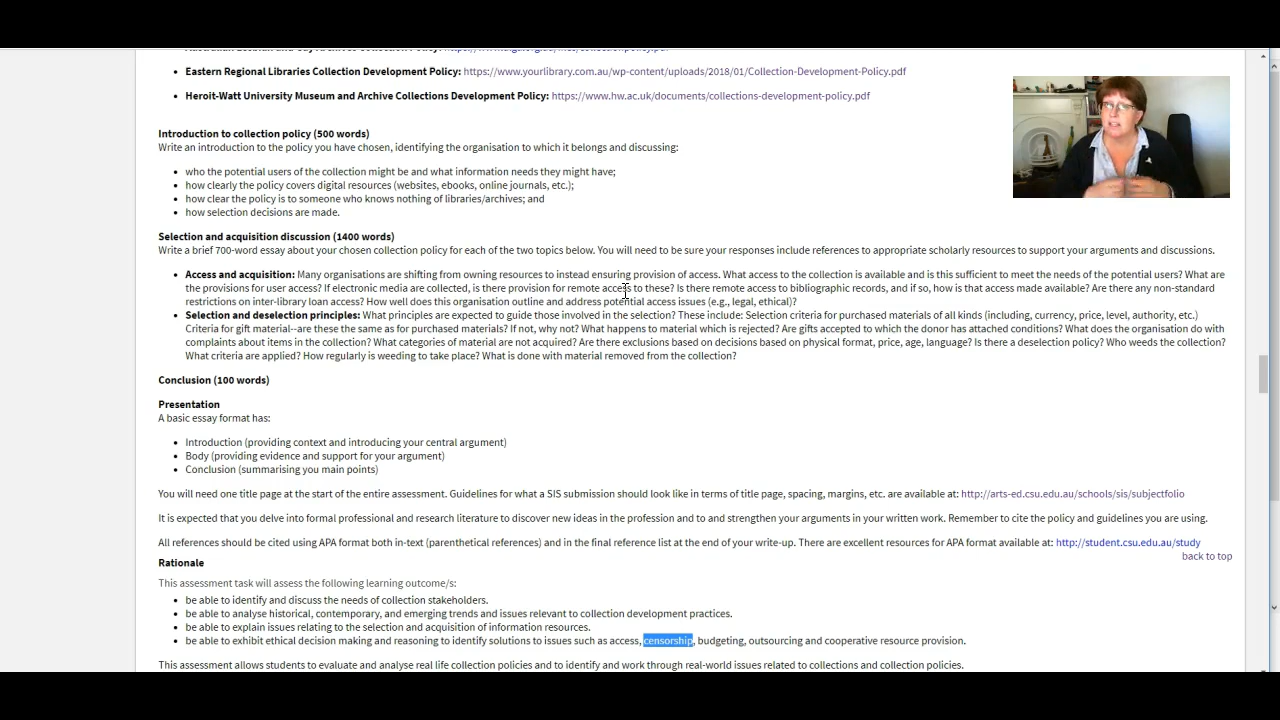 Eastern Regional Libraries Collection Development Policy: https://www.yourlibrary.com.au/wp-content/uploads/2018/01/Collection-Development-Policy.pdf
Heroit-Watt University Museum and Archive Collections Development Policy: https://www.hw.ac.uk/documents/collections-development-policy.pdf
Introduction to collection policy (500 words)
Write an introduction to the policy you have chosen, identifying the organisation to which it belongs and discussing:
who the potential users of the collection might be and what information needs they might have;
how clearly the policy covers digital resources (websites, ebooks, online journals, etc.);
how clear the policy is to someone who knows nothing of libraries/archives; and
how selection decisions are made.
Selection and acquisition discussion (1400 words)
Write a brief 700-word essay about your chosen collection policy for each of the two topics below. You will need to be sure your responses include references to appropriate scholarly resources to support your arguments and discussions.
Access and acquisition: Many organisations are shifting from owning resources to instead ensuring provision of access. What access to the collection is available and is this sufficient to meet the needs of the potential users? What are
the provisions for user access? If electronic media are collected, is there provision for remote access to these? Is there remote access to bibliographic records, and if so, how is that access made available? Are there any non-standard
restrictions on inter-library loan access? How well does this organisation outline and address potential access issues (e.g., legal, ethical)?
Selection and deselection principles: What principles are expected to guide those involved in the selection? These include: Selection criteria for purchased materials of all kinds (including, currency, price, level, authority, etc.)
Criteria for gift material--are these the same as for purchased materials? If not, why not? What happens to material which is rejected? Are gifts accepted to which the donor has attached conditions? What does the organisation do with
complaints about items in the collection? What categories of material are not acquired? Are there exclusions based on decisions based on physical format, price, age, language? Is there a deselection policy? Who weeds the collection?
What criteria are applied? How regularly is weeding to take place? What is done with material removed from the collection?
Conclusion (100 words)
Presentation
A basic essay format has:
Introduction (providing context and introducing your central argument)
Body (providing evidence and support for your argument)
Conclusion (summarising you main points)
You will need one title page at the start of the entire assessment. Guidelines for what a SIS submission should look like in terms of title page, spacing, margins, etc. are available at: http://arts-ed.csu.edu.au/schools/sis/subjectfolio
It is expected that you delve into formal professional and research literature to discover new ideas in the profession and to and strengthen your arguments in your written work. Remember to cite the policy and guidelines you are using.
All references should be cited using APA format both in-text (parenthetical references) and in the final reference list at the end of your write-up. There are excellent resources for APA format available at: http://student.csu.edu.au/study
back to top
Rationale
This assessment task will assess the following learning outcome/s:
be able to identify and discuss the needs of collection stakeholders.
be able to analyse historical, contemporary, and emerging trends and issues relevant to collection development practices.
be able to explain issues relating to the selection and acquisition of information resources.
be able to exhibit ethical decision making and reasoning to identify solutions to issues such as access, censorship, budgeting, outsourcing and cooperative resource provision.
This assessment allows students to evaluate and analyse real life collection policies and to identify and work through real-world issues related to collections and collection policies.